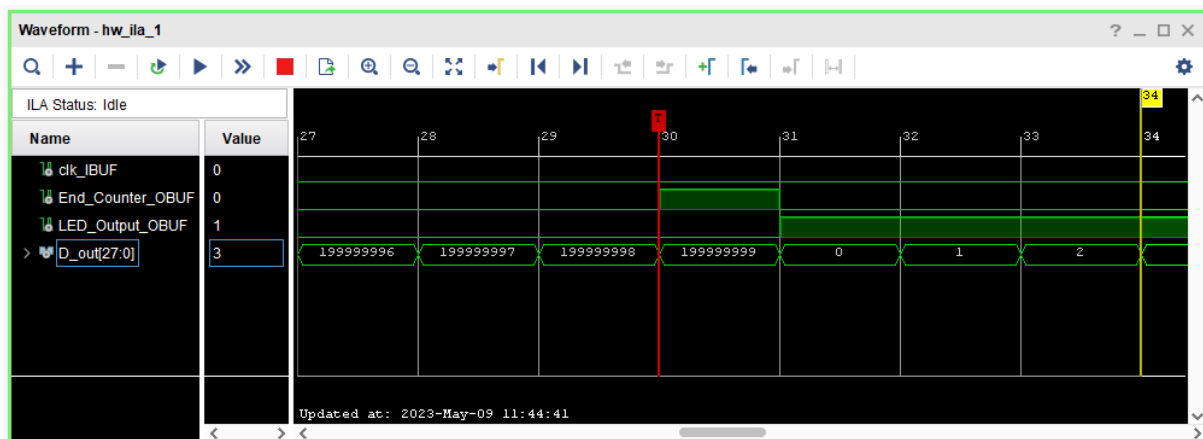 Waveform - hw_ila_1
ILA Status: Idle
34
Name Value
T
27 28 29 30 31 32 33 34
clk_IBUF 0
End_Counter_OBUF 0
LED_Output_OBUF 1
D_out[27:0] 3 199999996 199999997 199999998 199999999 0 1 2
Updated at: 2023-May-09 11:44:41